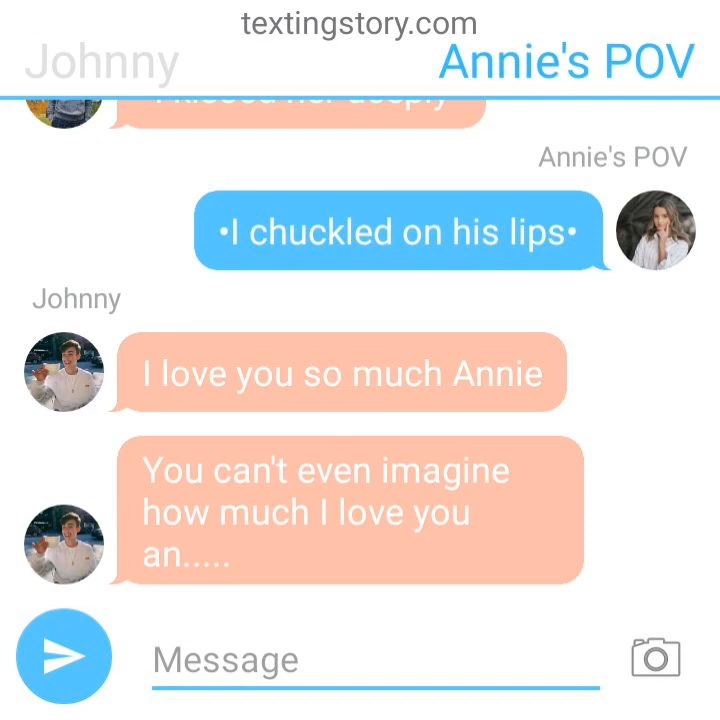 textingstory.com
Johnny
Annie's POV
Annie's POV
•I chuckled on his lips•
Johnny
I love you so much Annie
You can't even imagine
how much I love you
an.....
Message